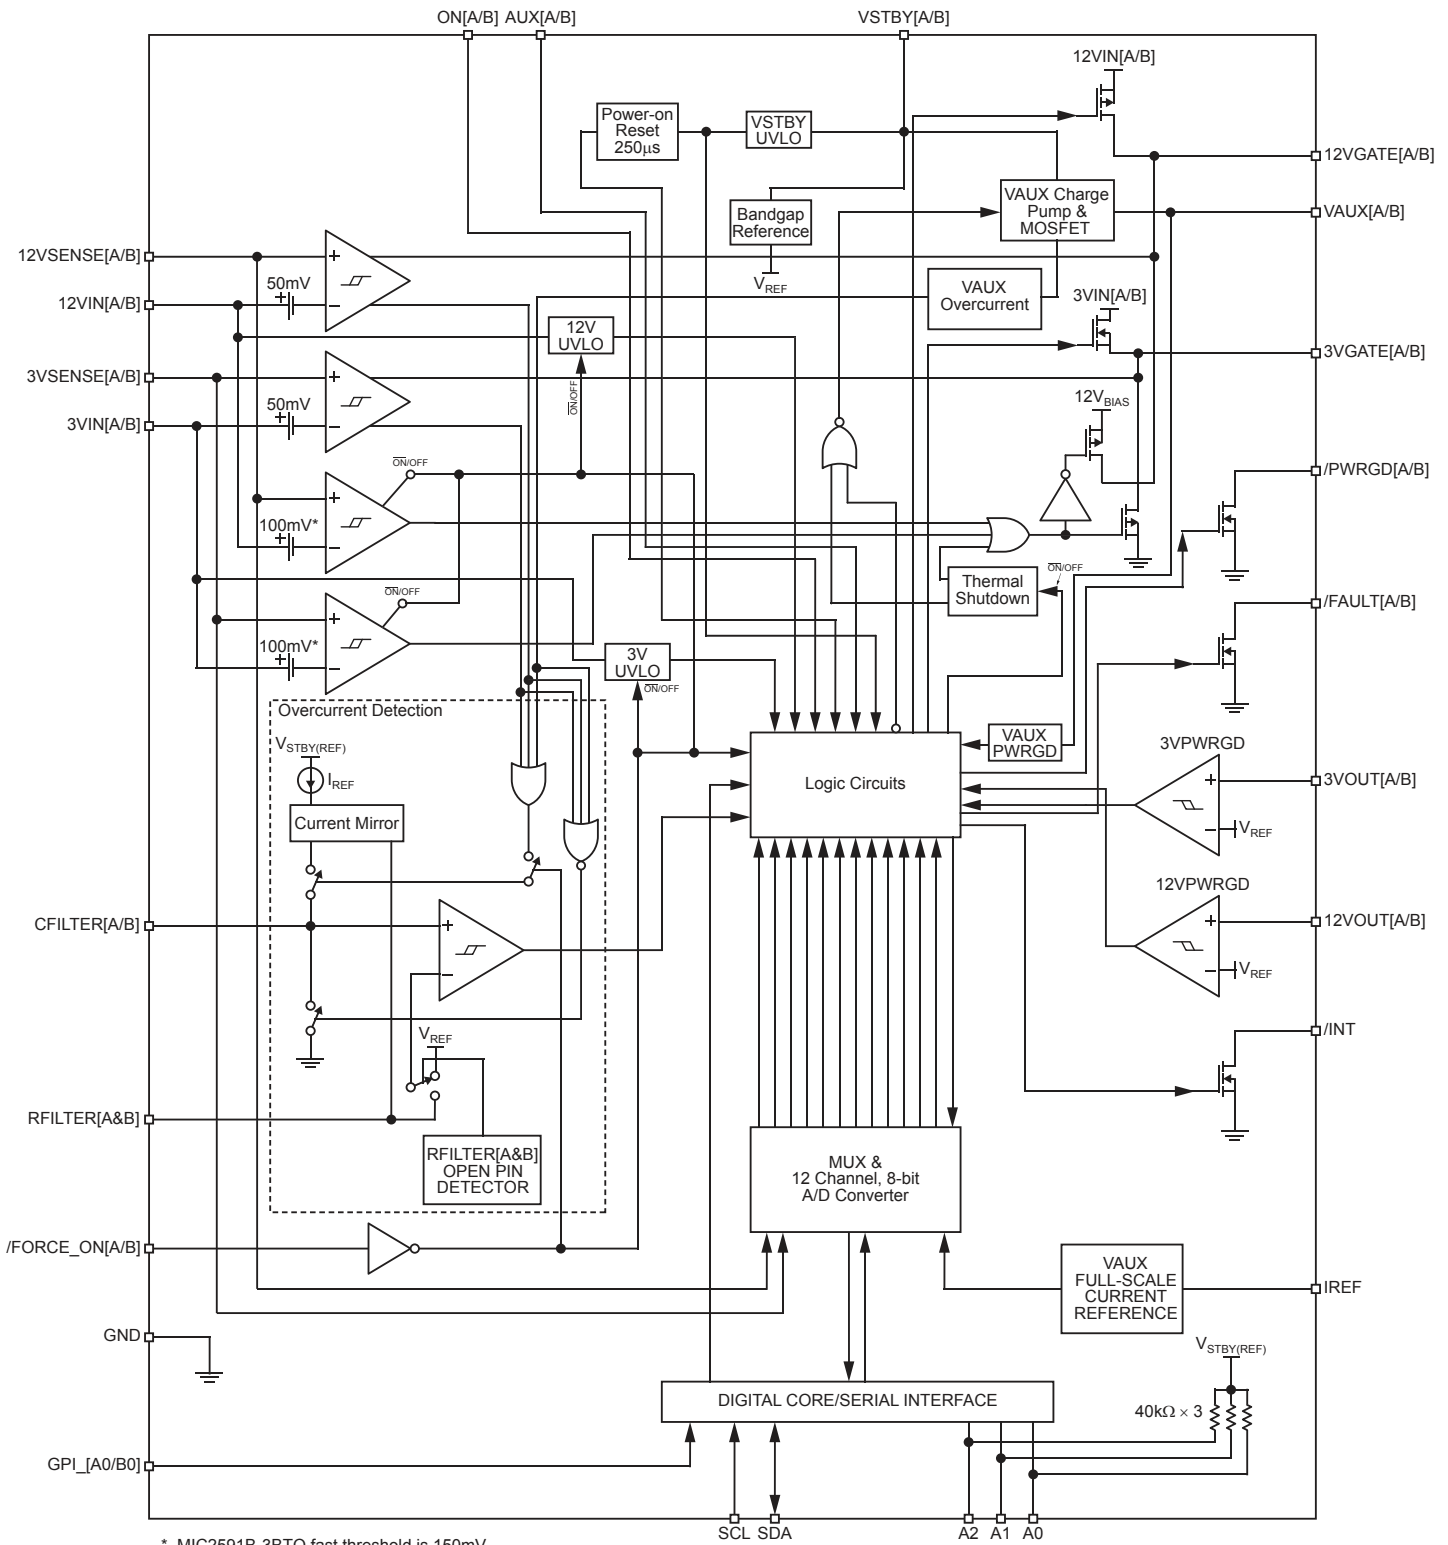 ON[A/B] AUX[A/B]
VSTBY[A/B]
12VIN[A/B]
Power-on
Reset
250µs
VSTBY
UVLO
12VGATE[A/B]
VAUX Charge
Pump &
MOSFET
VAUX[A/B]
Bandgap
Reference
VREF
12VSENSE[A/B]
50mV
12VIN[A/B]
VAUX
Overcurrent
3VIN[A/B]
12V
UVLO
3VGATE[A/B]
3VSENSE[A/B]
ON/OFF
50mV
12VBIAS
3VIN[A/B]
ON/OFF
/PWRGD[A/B]
100mV*
ON/OFF
Thermal
Shutdown
ON/OFF
/FAULT[A/B]
100mV*
3V
UVLO
ON/OFF
Overcurrent Detection
VSTBY(REF)
IREF
VAUX
PWRGD
3VPWRGD
Logic Circuits
3VOUT[A/B]
Current Mirror
VREF
12VPWRGD
CFILTER[A/B]
12VOUT[A/B]
VREF
VREF
/INT
RFILTER[A&B]
RFILTER[A&B]
OPEN PIN
DETECTOR
MUX &
12 Channel, 8-bit
A/D Converter
/FORCE_ON[A/B]
VAUX
FULL-SCALE
CURRENT
REFERENCE
IREF
GND
VSTBY(REF)
DIGITAL CORE/SERIAL INTERFACE
40kΩ × 3
GPI_[A0/B0]
SCL SDA
A2 A1 A0
* MIC2591B-3BTQ fast threshold is 150mV